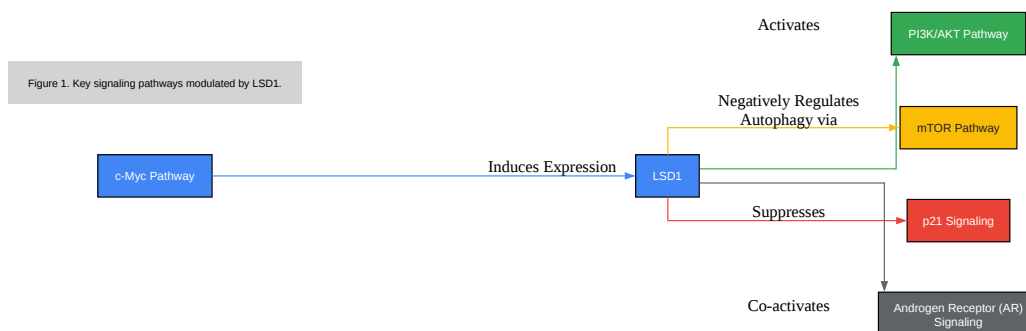 Activates
PI3K/AKT Pathway
Figure 1. Key signaling pathways modulated by LSD1.
Negatively Regulates
Autophagy via
mTOR Pathway
c-Myc Pathway
Induces Expression
LSD1
Suppresses
p21 Signaling
Co-activates
Androgen Receptor (AR)
Signaling